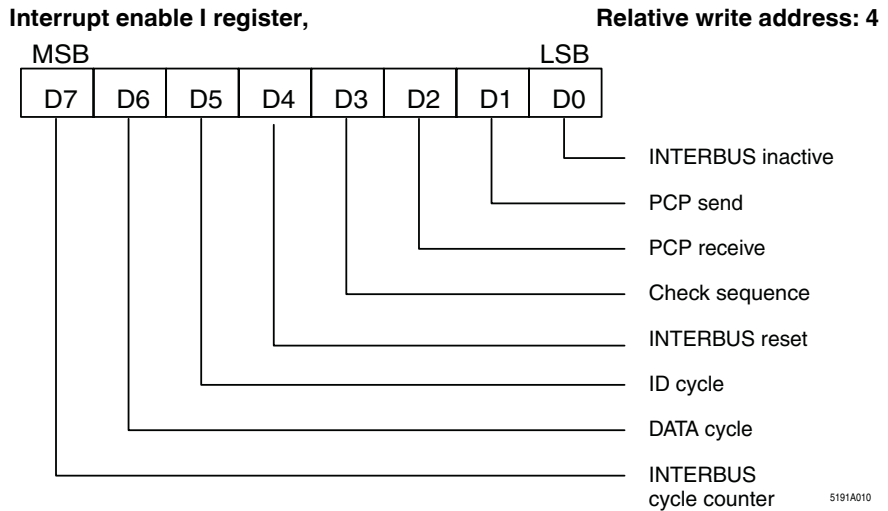 Interrupt enable I register, Relative write address: 4
MSB LSB
D7 D6 D5 D4 D3 D2 D1 D0
INTERBUS inactive
PCP send
PCP receive
Check sequence
INTERBUS reset
ID cycle
DATA cycle
INTERBUS
cycle counter 5191A010